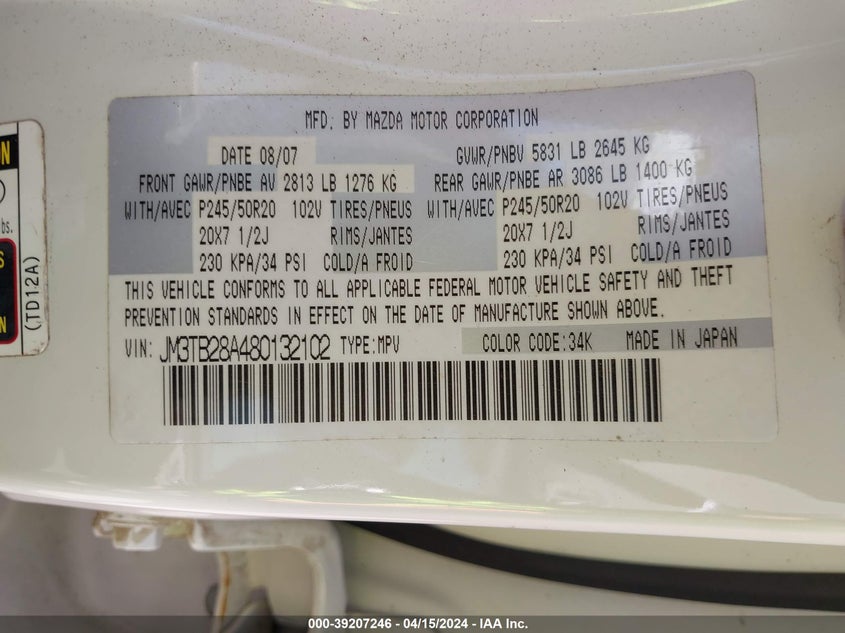 MFD. BY MAZDA MOTOR CORPORATION
DATE 08/07 GVWR/PNBV 5831 LB 2645 KG
FRONT GAWR/PNBE AV 2813 LB 1276 KG REAR GAWR/PNBE AR 3086 LB 1400 KG
WITH/AVEC P245/50R20 102V TIRES/PNEUS WITH/AVEC P245/50R20 102V TIRES/PNEUS
20X7 1/2J RIMS/JANTES 20X7 1/2J RIMS/JANTES
230 KPA/34 PSI COLD/A FROID 230 KPA/34 PSI COLD/A FROID
THIS VEHICLE CONFORMS TO ALL APPLICABLE FEDERAL MOTOR VEHICLE SAFETY AND THEFT
PREVENTION STANDARDS IN EFFECT ON THE DATE OF MANUFACTURE SHOWN ABOVE.
VIN: JM3TB28A480132102 TYPE:MPV COLOR CODE:34K MADE IN JAPAN
(TD12A)
lbs.
000-39207246 - 04/15/2024 - IAA Inc.